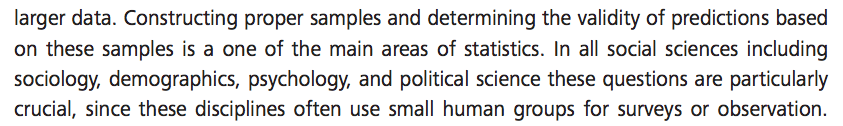 larger data. Constructing proper samples and determining the validity of predictions based
on these samples is a one of the main areas of statistics. In all social sciences including
sociology, demographics, psychology, and political science these questions are particularly
crucial, since these disciplines often use small human groups for surveys or observation.